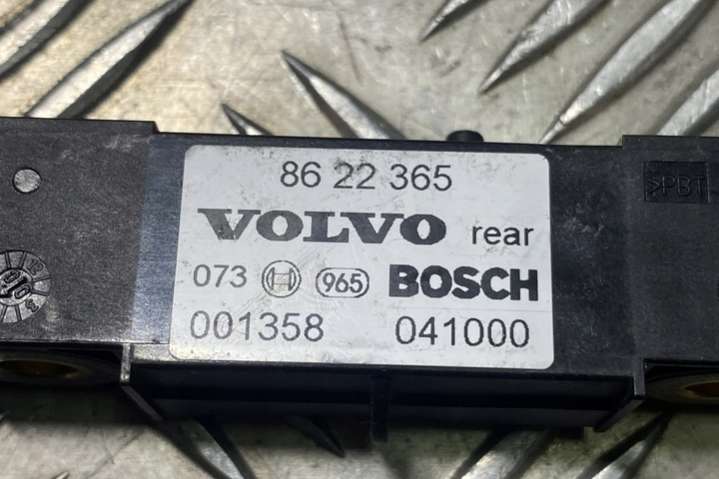 86 22 365
VOLVO rear
073 965 BOSCH
001358 041000
>PBT<